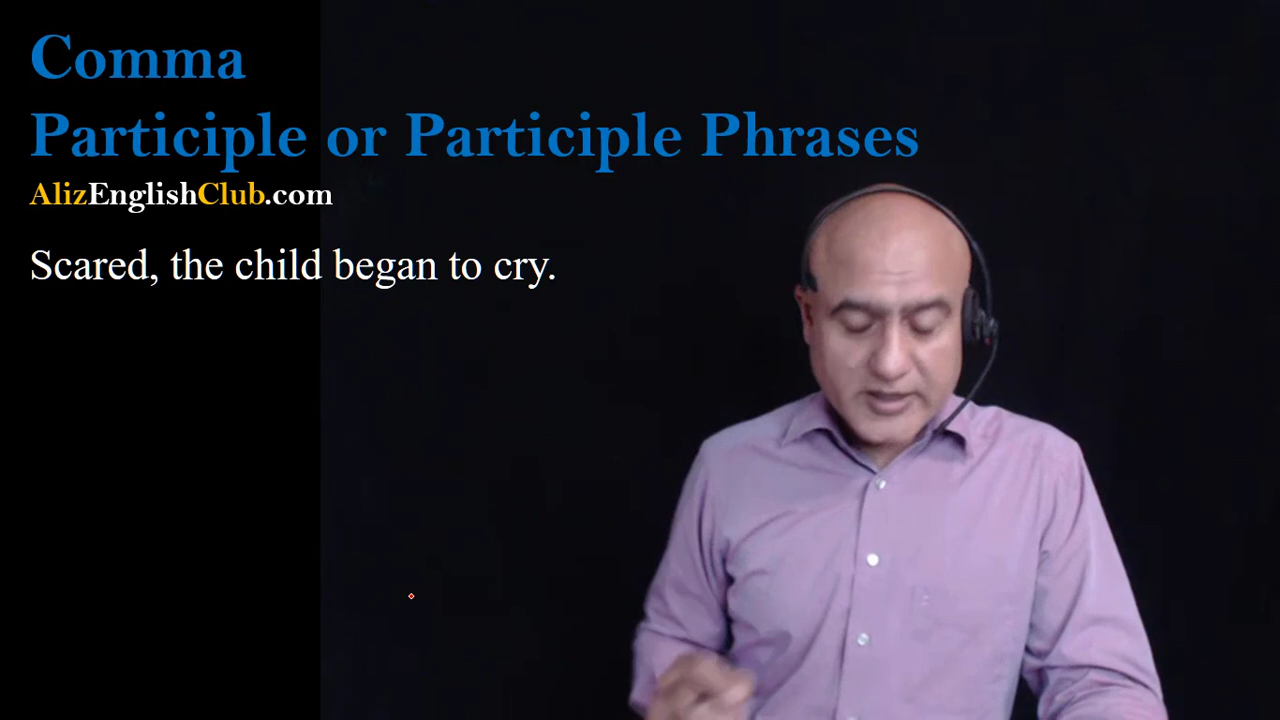 Comma
Participle or Participle Phrases
AlizEnglishClub.com
Scared, the child began to cry.